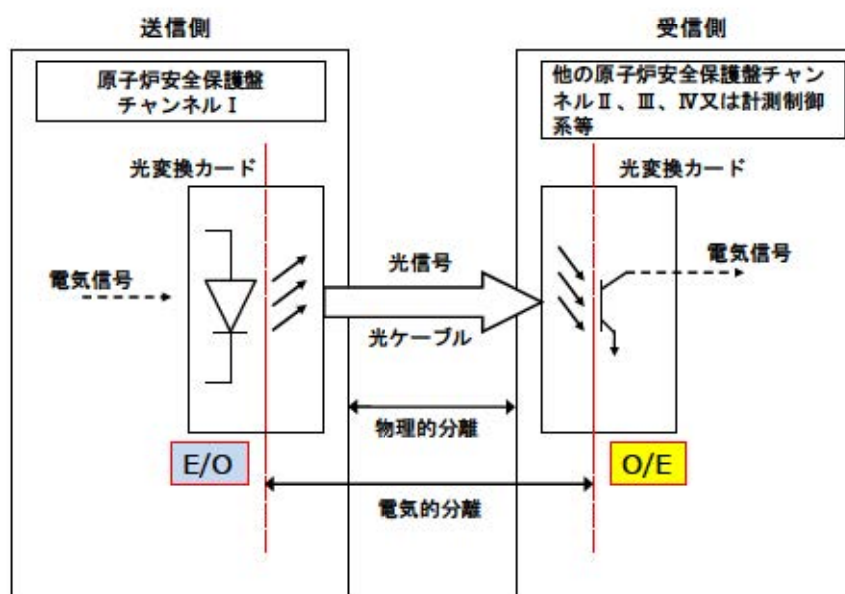 送信側
受信側
原子炉安全保護盤
チャンネルⅠ
他の原子炉安全保護盤チャン
ネルⅡ、Ⅲ、Ⅳ又は計測制御
系等
光変換カード
光変換カード
電気信号
光信号
電気信号
光ケーブル
物理的分離
E/O
O/E
電気的分離